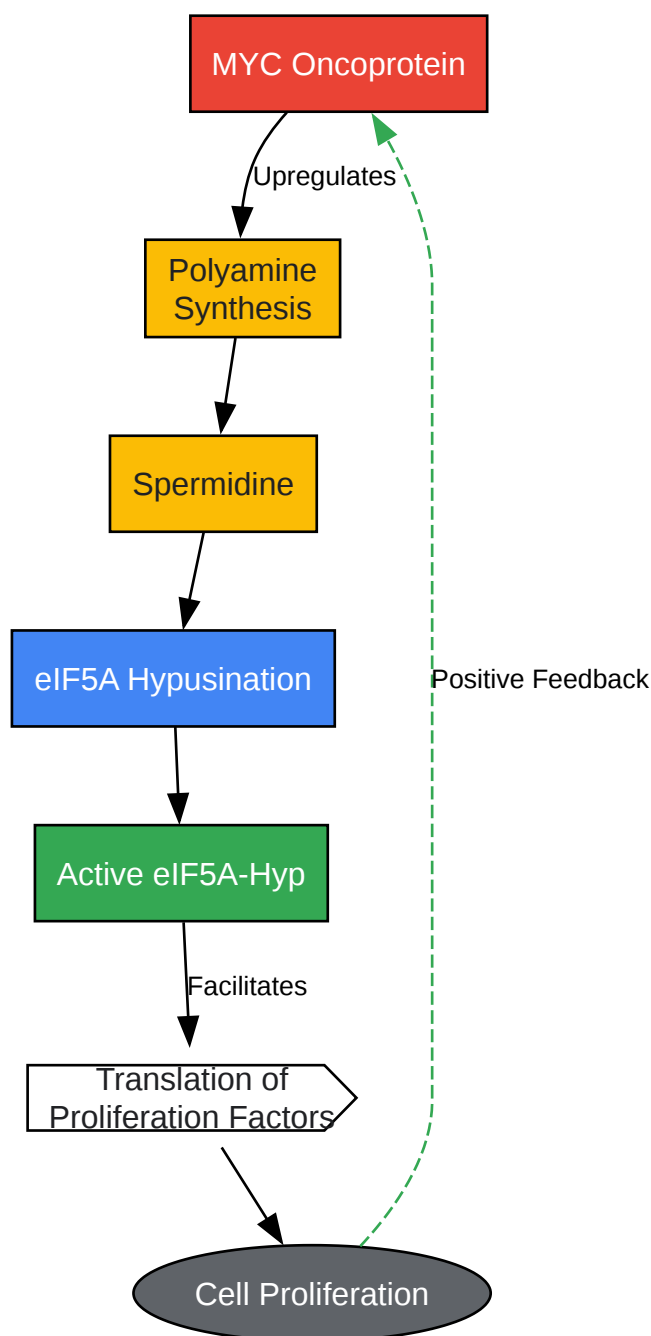 MYC Oncoprotein
Upregulates
Polyamine
Synthesis
Spermidine
eIF5A Hypusination
Positive Feedback
Active eIF5A-Hyp
Facilitates
Translation of
Proliferation Factors
Cell Proliferation